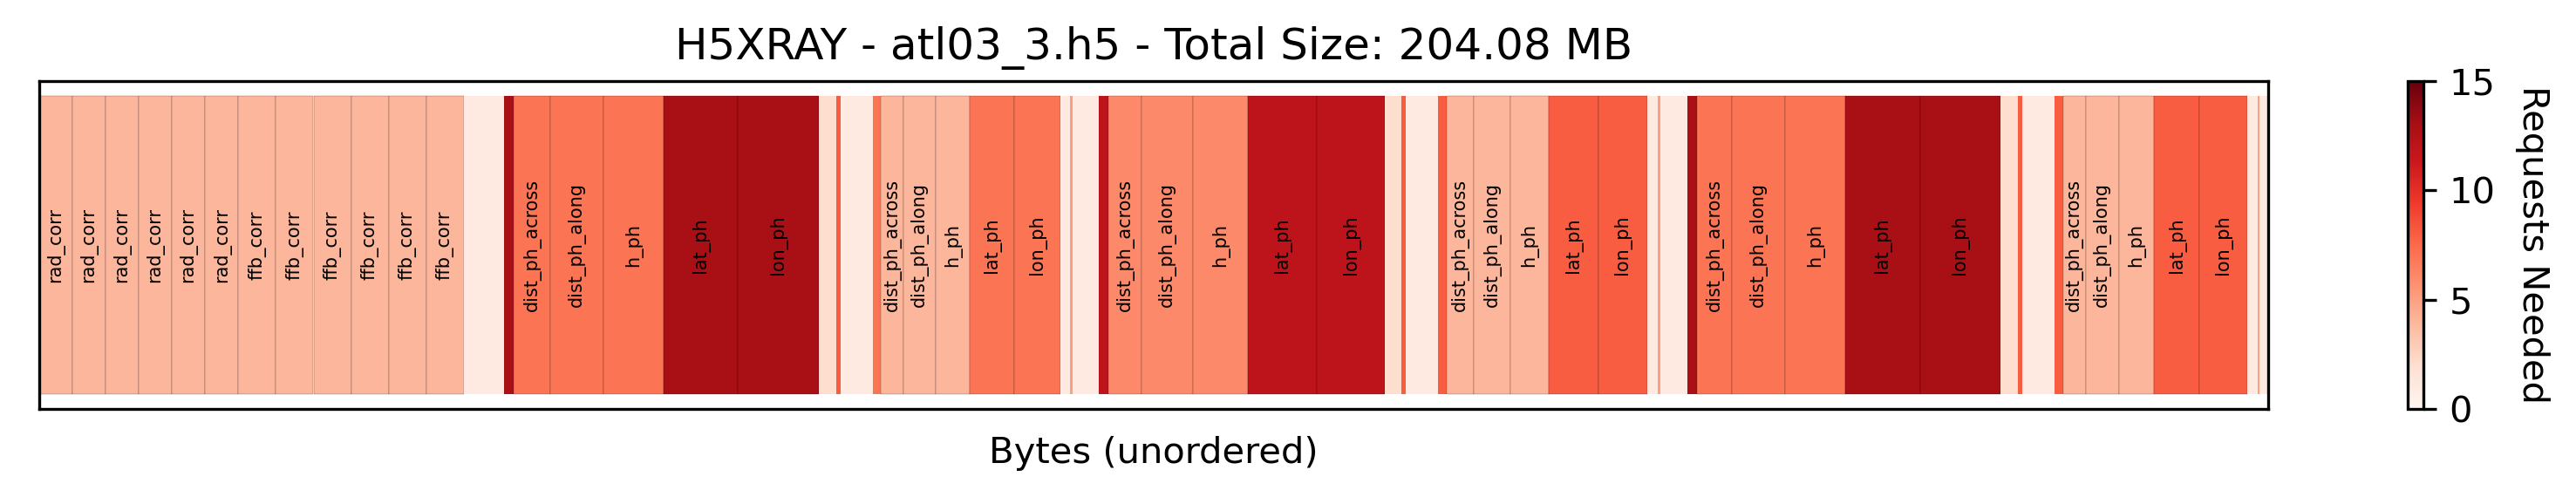 H5XRAY - atl03_3.h5 - Total Size: 204.08 MB
rad_corr
rad_corr
rad_corr
rad_corr
rad_corr
rad_corr
ffb_corr
ffb_corr
ffb_corr
ffb_corr
ffb_corr
ffb_corr
dist_ph_across
dist_ph_along
h_ph
lat_ph
lon_ph
dist_ph_across
dist_ph_along
h_ph
lat_ph
lon_ph
dist_ph_across
dist_ph_along
h_ph
lat_ph
lon_ph
dist_ph_across
dist_ph_along
h_ph
lat_ph
lon_ph
dist_ph_across
dist_ph_along
h_ph
lat_ph
lon_ph
dist_ph_across
dist_ph_along
h_ph
lat_ph
lon_ph
Bytes (unordered)
15
10
5
0
Requests Needed